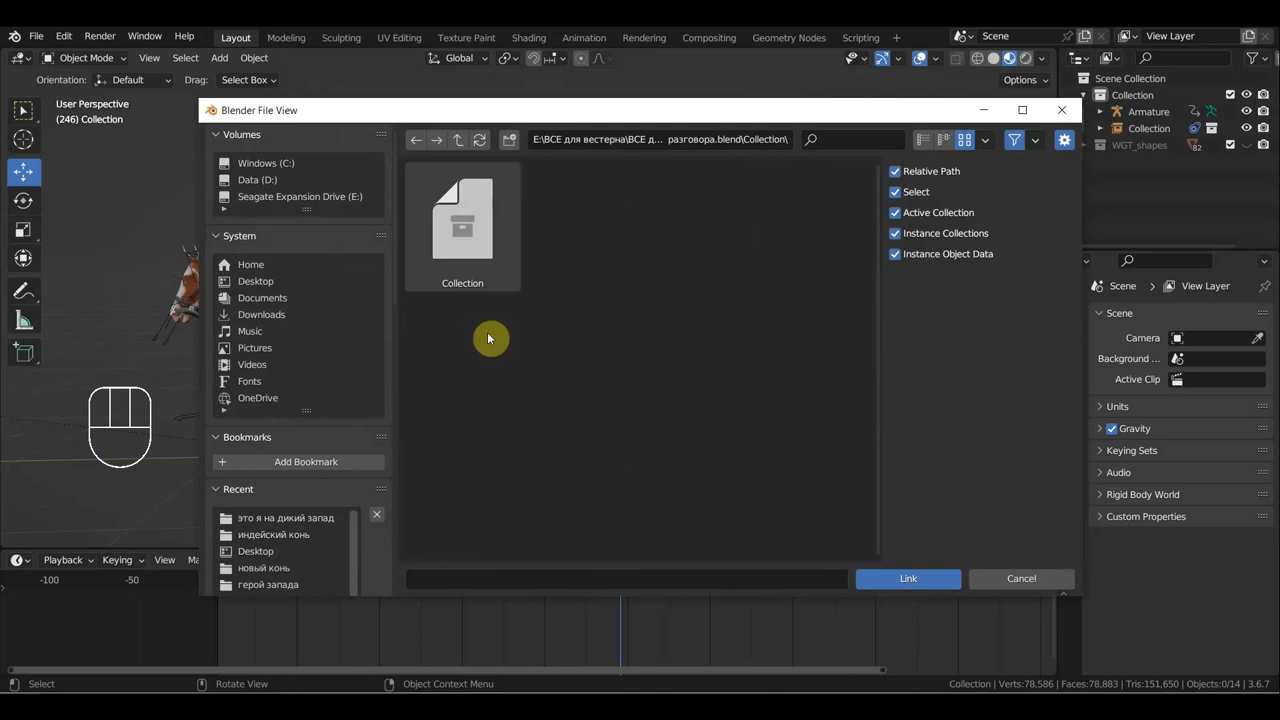 File Edit Render Window Help Layout Modeling Sculpting UV Editing Texture Paint Shading Animation Rendering Compositing Geometry Nodes Scripting + Scene View Layer
Object Mode View Select Add Object Global
Orientation: Default Drag: Select Box Options
User Perspective
(246) Collection
Scene Collection
Collection
Armature
Collection
WGT_shapes
82
Blender File View
Volumes
Windows (C:)
Data (D:)
Seagate Expansion Drive (E:)
System
Home
Desktop
Documents
Downloads
Music
Pictures
Videos
Fonts
OneDrive
Bookmarks
+ Add Bookmark
Recent
это я на дикий запад
индейский конь
Desktop
новый конь
герой запада
E:\ВСЕ для вестерна\ВСЕ д... разговора.blend\Collection\
Collection
Relative Path
Select
Active Collection
Instance Collections
Instance Object Data
Link Cancel
Scene View Layer
Scene
Camera
Background ...
Active Clip
Units
Gravity
Keying Sets
Audio
Rigid Body World
Custom Properties
Playback Keying View Ma
-100 -50
Select Rotate View Object Context Menu Collection | Verts:78,586 | Faces:78,883 | Tris:151,650 | Objects:0/14 | 3.6.7